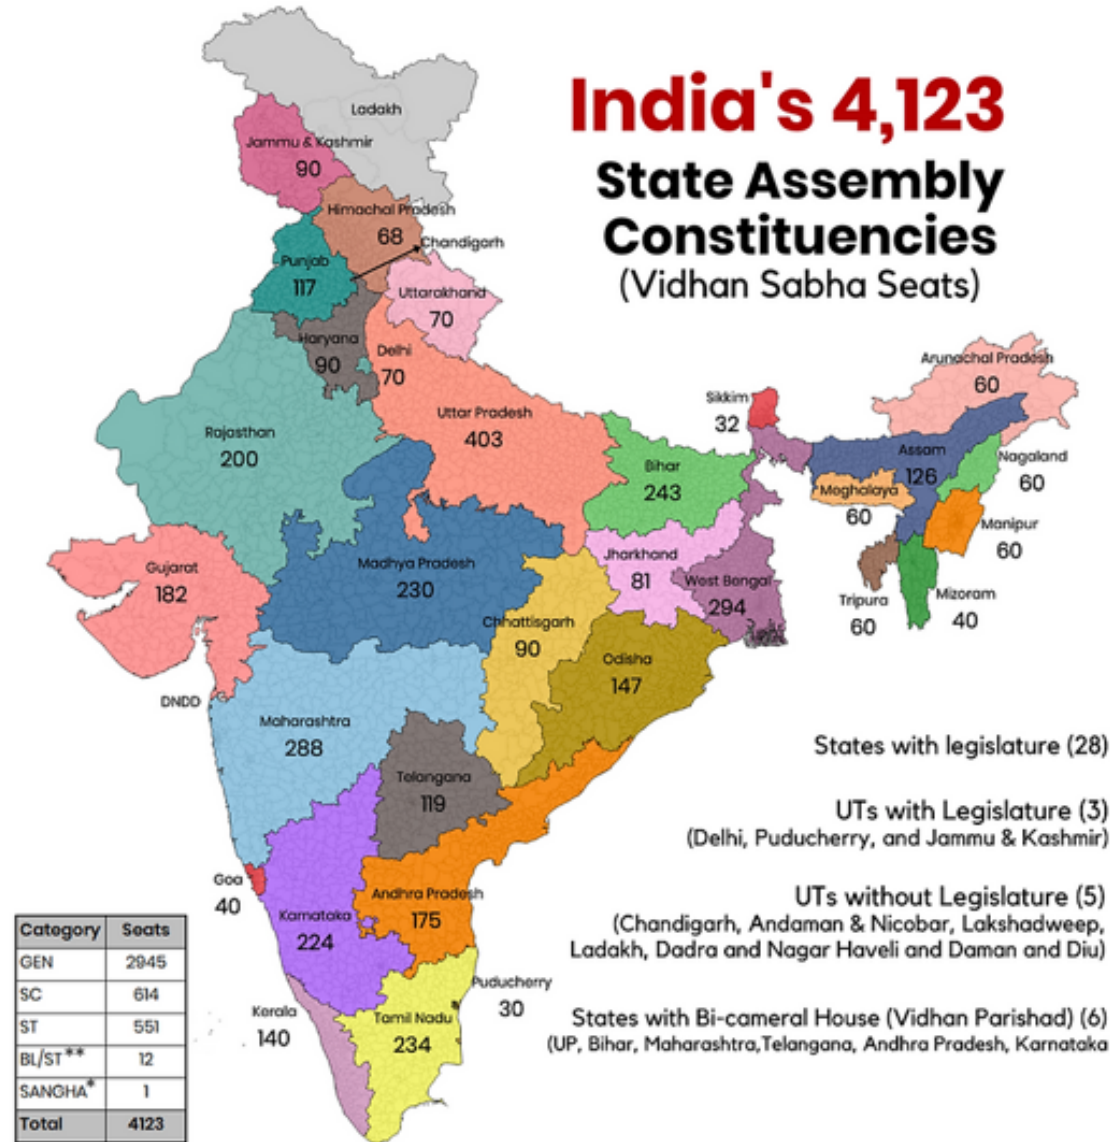 India's 4,123
State Assembly
Constituencies
(Vidhan Sabha Seats)
Ladakh
Jammu & Kashmir
90
Himachal Pradesh
68
Chandigarh
Punjab
117
Uttarakhand
70
Haryana
90
Delhi
70
Arunachal Pradesh
60
Sikkim
32
Uttar Pradesh
403
Rajasthan
200
Assam
126
Nagaland
60
Bihar
243
Meghalaya
60
Manipur
60
Gujarat
182
Madhya Pradesh
230
Jharkhand
81
West Bengal
294
Tripura
60
Mizoram
40
Chhattisgarh
90
Odisha
147
DNDD
Maharashtra
288
Telangana
119
Goa
40
Andhra Pradesh
175
Karnataka
224
Puducherry
30
Kerala
140
Tamil Nadu
234
States with legislature (28)
UTs with Legislature (3)
(Delhi, Puducherry, and Jammu & Kashmir)
UTs without Legislature (5)
(Chandigarh, Andaman & Nicobar, Lakshadweep,
Ladakh, Dadra and Nagar Haveli and Daman and Diu)
States with Bi-cameral House (Vidhan Parishad) (6)
(UP, Bihar, Maharashtra,Telangana, Andhra Pradesh, Karnataka
Category Seats
GEN 2945
SC 614
ST 551
BL/ST** 12
SANGHA* 1
Total 4123